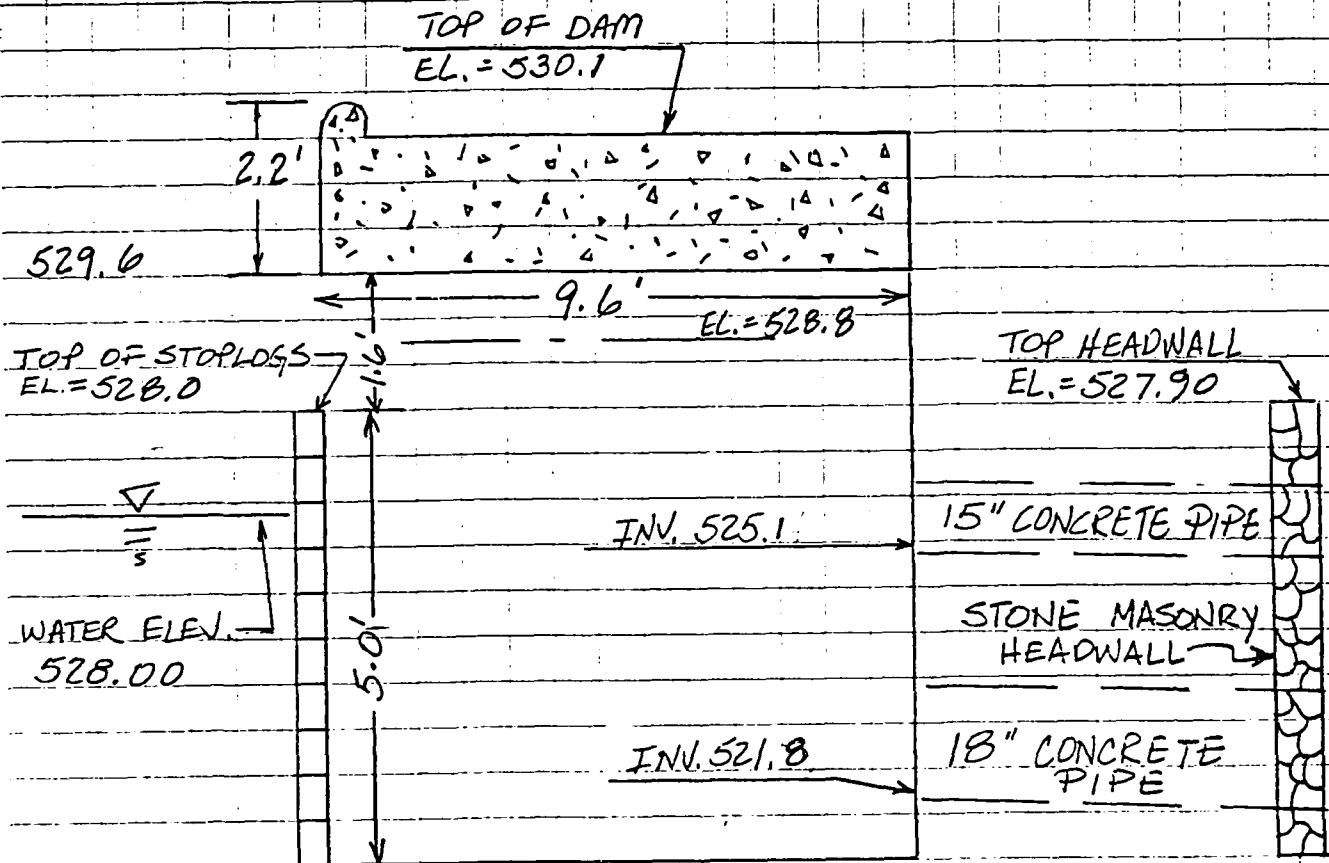 TOP OF DAM
EL. = 530.1
2.2'
529.6
9.6'
EL. = 528.8
1.6'
TOP OF STOPLOGS
EL. = 528.0
TOP HEADWALL
EL. = 527.90
15" CONCRETE PIPE
INV. 525.1
WATER ELEV.
528.00
5.0'
STONE MASONRY
HEADWALL
INV. 521.8
18" CONCRETE
PIPE